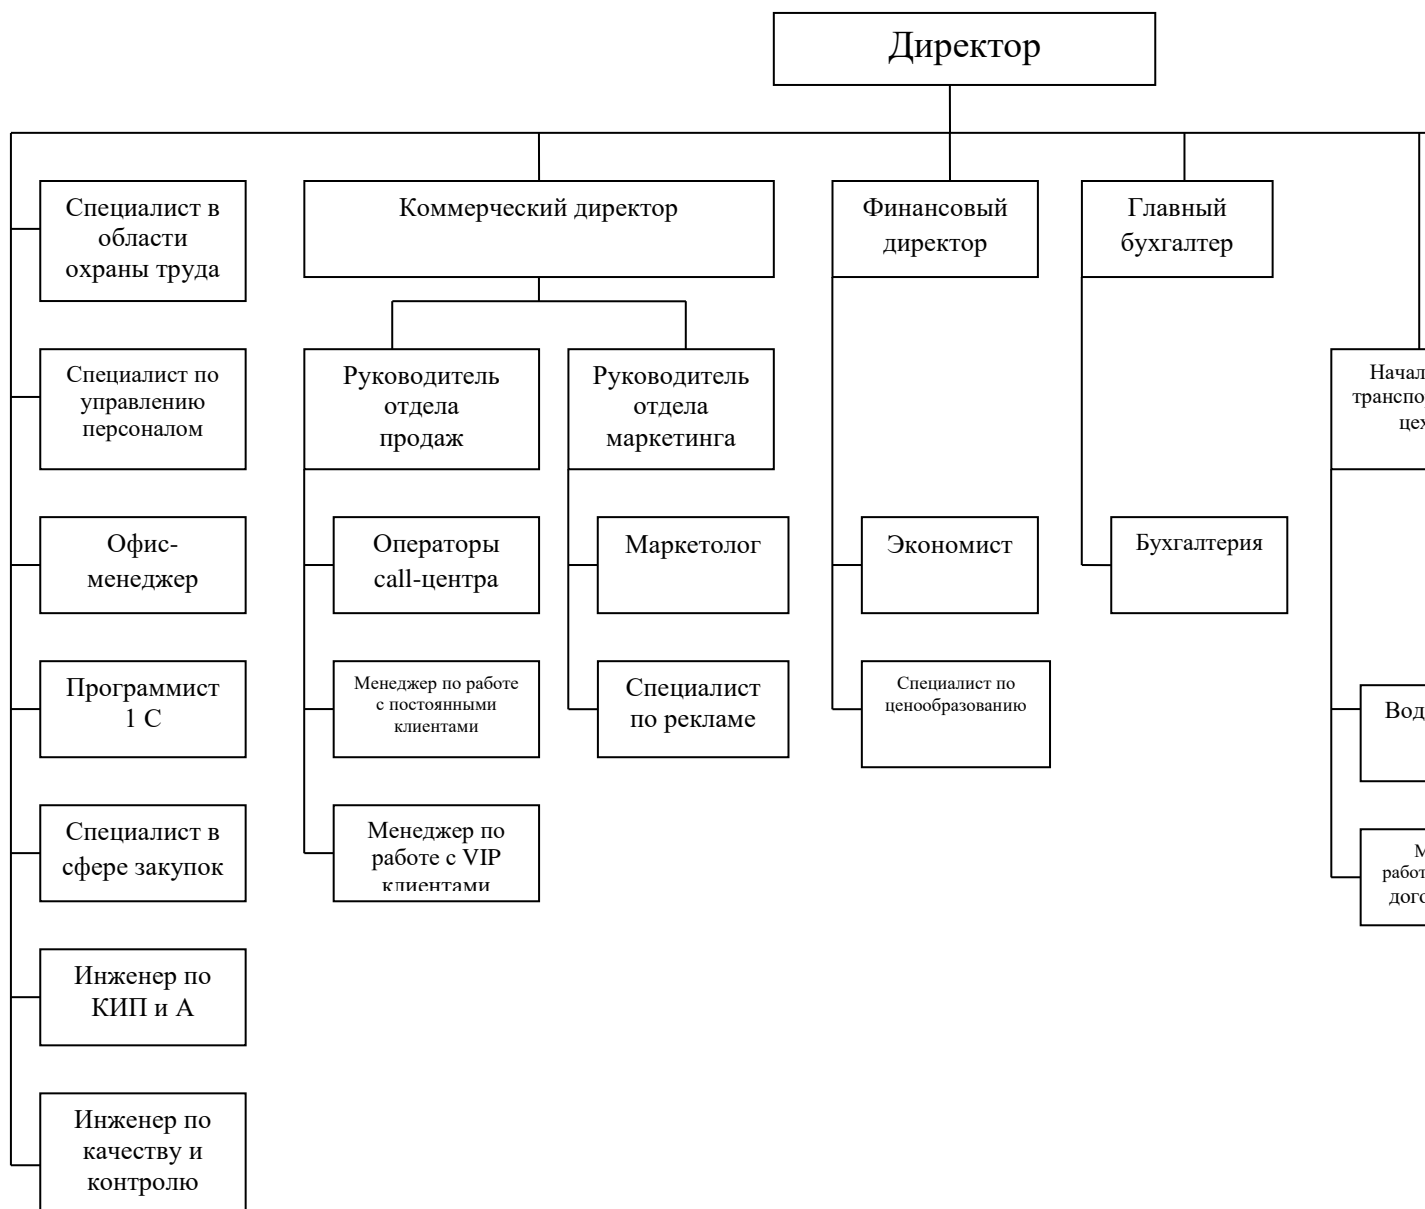 Директор
Специалист в
области
охраны труда
Коммерческий директор
Финансовый
директор
Главный
бухгалтер
Специалист по
управлению
персоналом
Руководитель
отдела
продаж
Руководитель
отдела
маркетинга
Офис-
менеджер
Операторы
call-центра
Маркетолог
Экономист
Бухгалтерия
Программист
1 С
Менеджер по работе
с постоянными
клиентами
Специалист
по рекламе
Специалист по
ценообразованию
Специалист в
сфере закупок
Менеджер по
работе с VIP
клиентами
Инженер по
КИП и А
Инженер по
качеству и
контролю